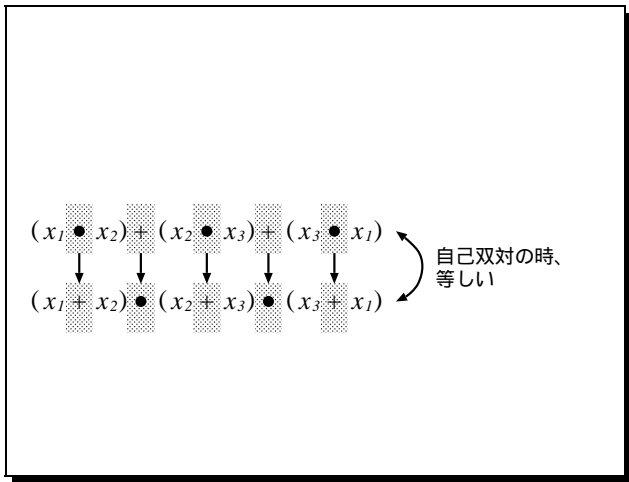 (x₁ ● x₂) + (x₂ ● x₃) + (x₃ ● x₁)
(x₁ + x₂) ● (x₂ + x₃) ● (x₃ + x₁)
自己双対の時、
等しい